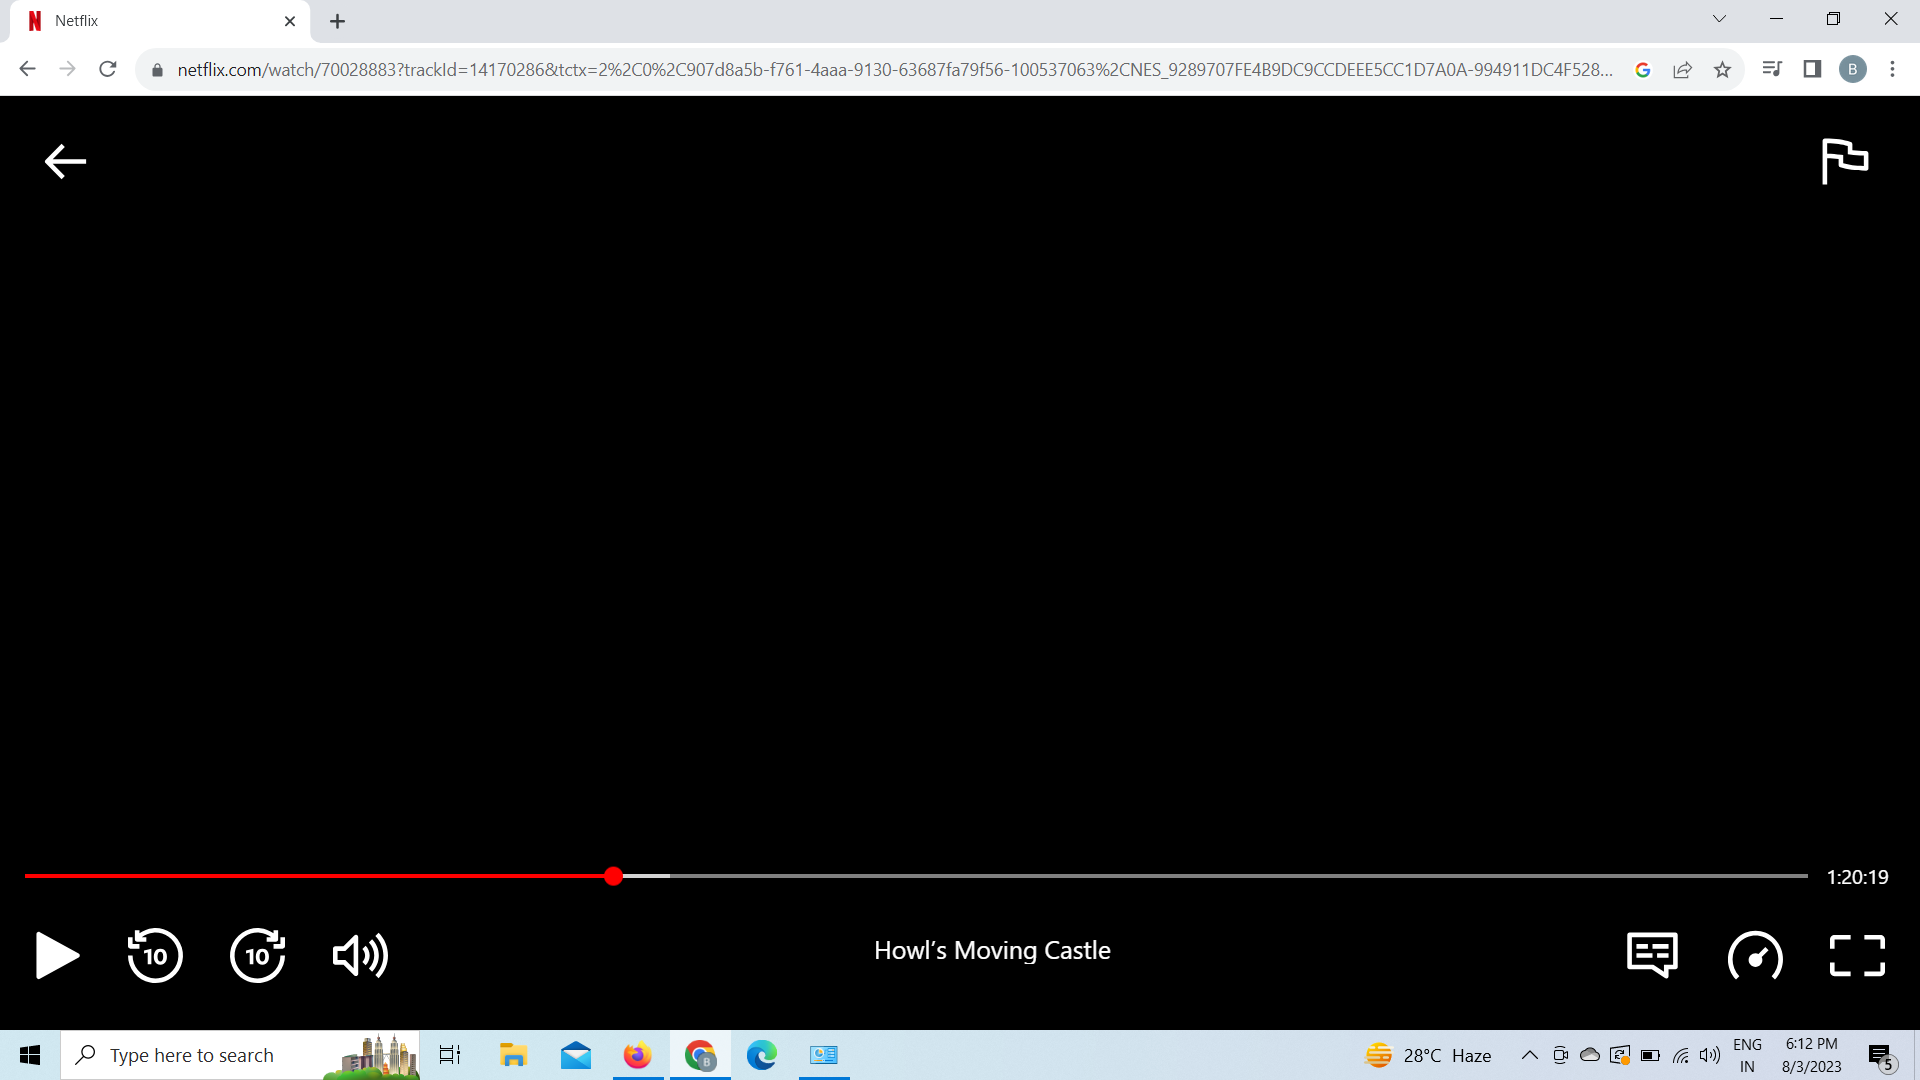 Netflix
netflix.com/watch/70028883?trackId=14170286&tctx=2%2C0%2C907d8a5b-f761-4aaa-9130-63687fa79f56-100537063%2CNES_9289707FE4B9DC9CCDEEE5CC1D7A0A-994911DC4F528...
B
1:20:19
10
10
Howl's Moving Castle
Type here to search
B
28°C Haze
ENG
IN
6:12 PM
8/3/2023
5